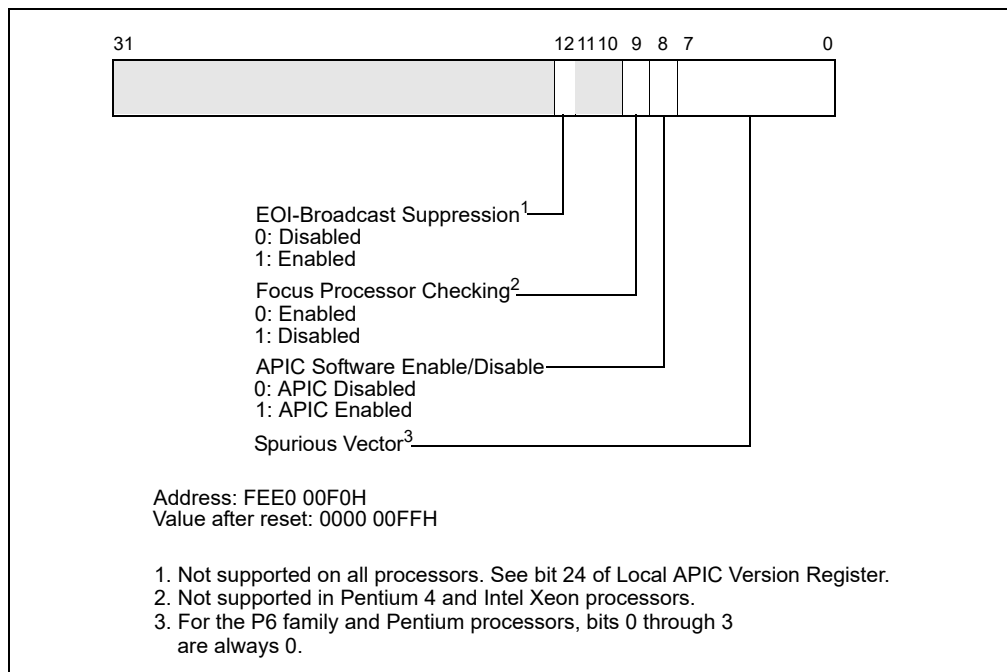 31 12 11 10 9 8 7 0
EOI-Broadcast Suppression1
0: Disabled
1: Enabled
Focus Processor Checking2
0: Enabled
1: Disabled
APIC Software Enable/Disable
0: APIC Disabled
1: APIC Enabled
Spurious Vector3
Address: FEE0 00F0H
Value after reset: 0000 00FFH
1. Not supported on all processors. See bit 24 of Local APIC Version Register.
2. Not supported in Pentium 4 and Intel Xeon processors.
3. For the P6 family and Pentium processors, bits 0 through 3
are always 0.